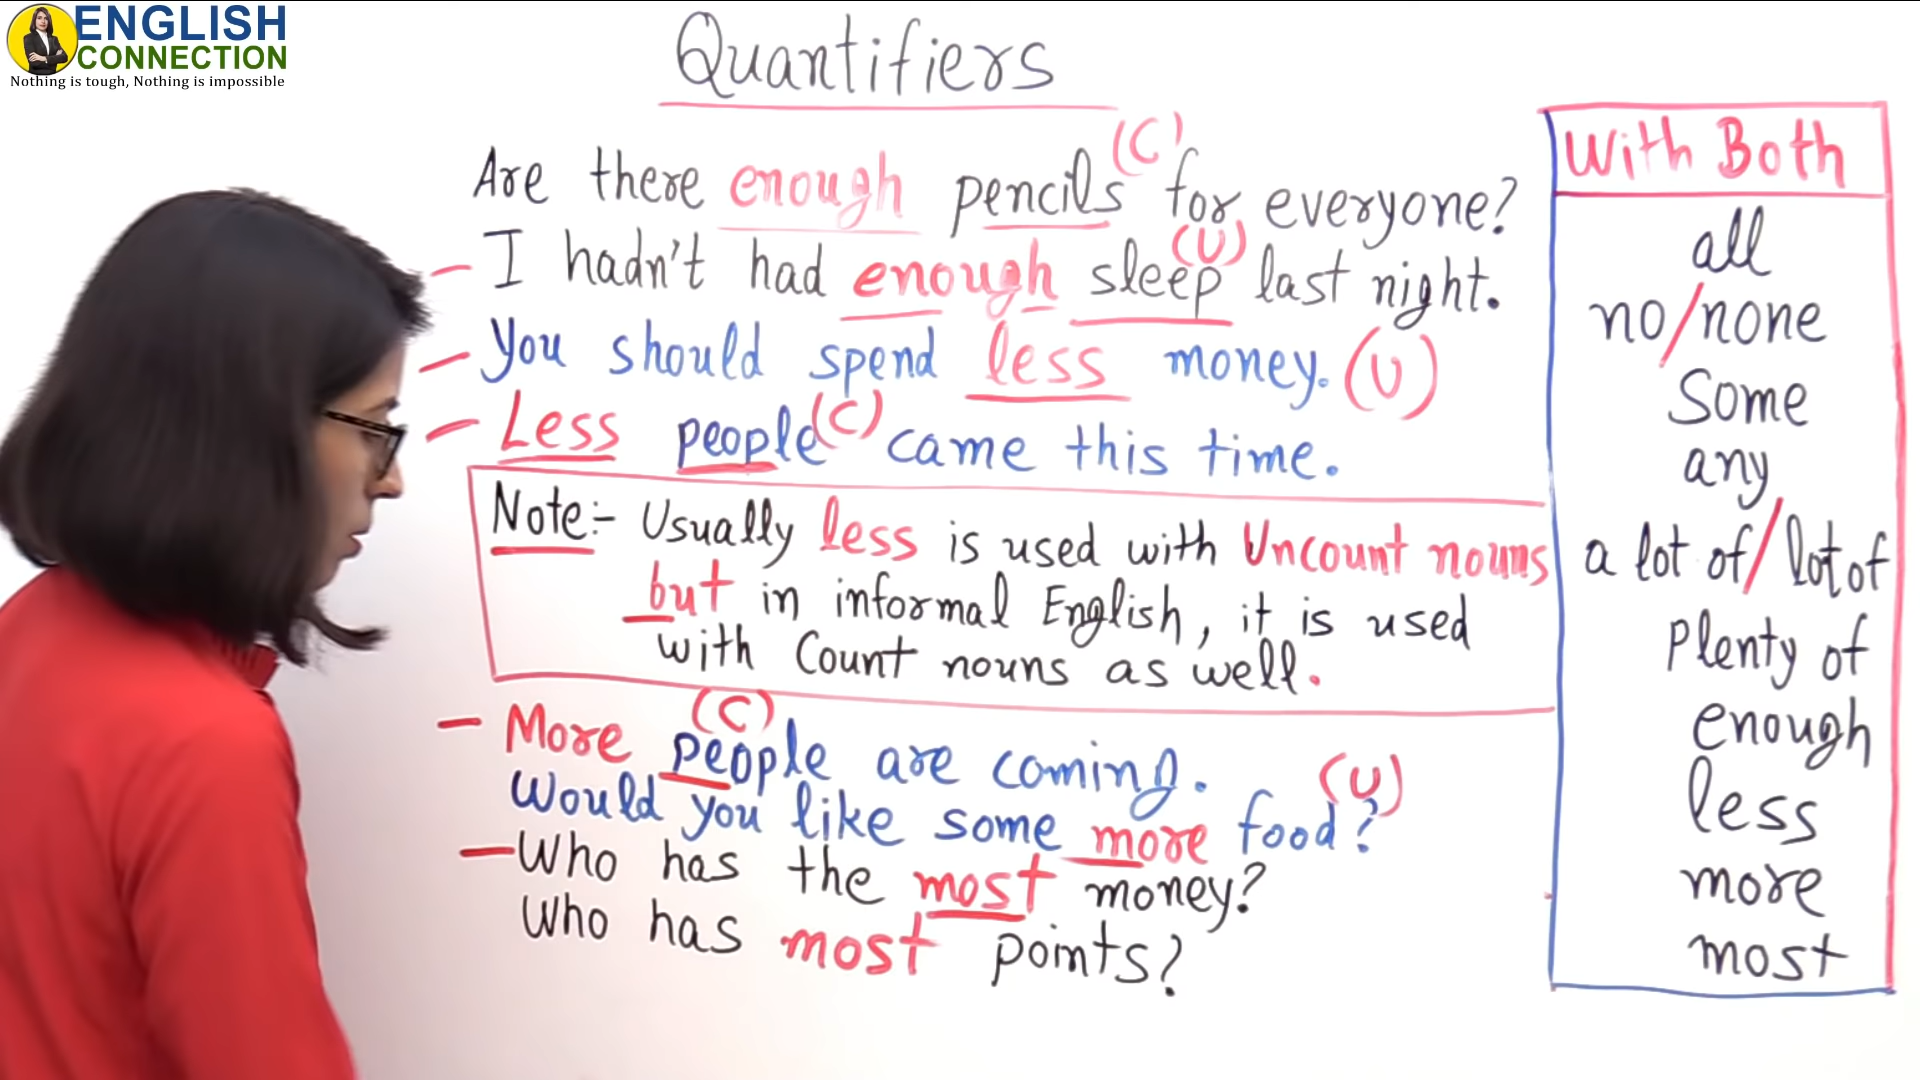 ENGLISH
CONNECTION
Nothing is tough, Nothing is impossible
Quantifiers
Are there enough pencils (C) for everyone?
- I hadn't had enough sleep (U) last night.
- You should spend less money. (U)
- Less people (C) came this time.
Note:- Usually less is used with Uncount nouns
but in informal English, it is used
with Count nouns as well.
- More people (C) are coming.
Would you like some more food? (U)
- Who has the most money?
Who has most points?
With Both
all
no/none
Some
any
a lot of/lot of
Plenty of
enough
less
more
most